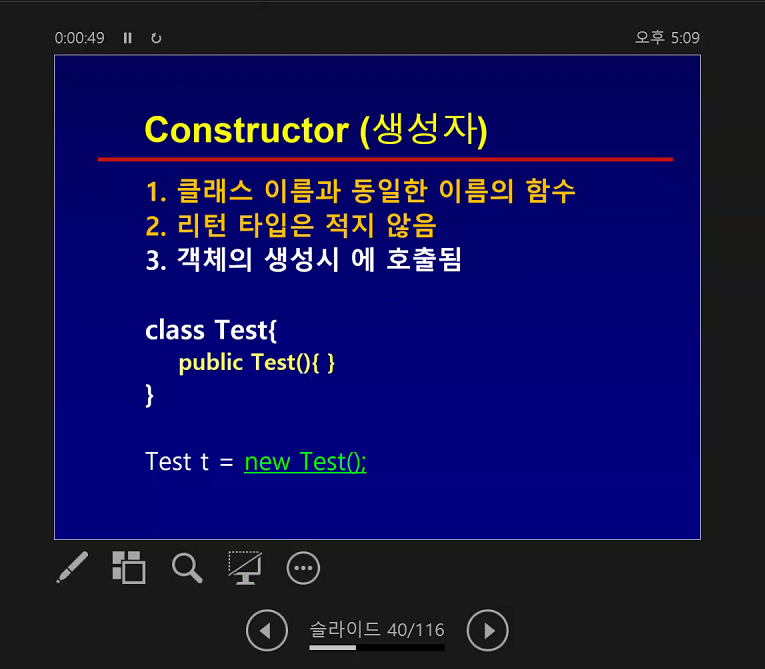 0:00:49
오후 5:09
Constructor (생성자)
1. 클래스 이름과 동일한 이름의 함수
2. 리턴 타입은 적지 않음
3. 객체의 생성시 에 호출됨
class Test{
public Test(){ }
}
Test t = new Test();
슬라이드 40/116